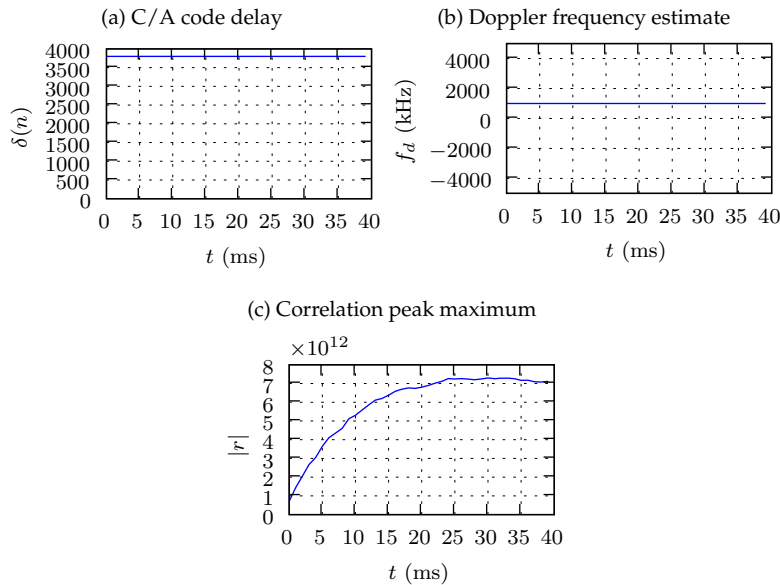 (a) C/A code delay
4000
3500
3000
2500
2000
1500
1000
500
0
δ(n)
0 5 10 15 20 25 30 35 40
t (ms)
(b) Doppler frequency estimate
4000
2000
0
−2000
−4000
f_d (kHz)
0 5 10 15 20 25 30 35 40
t (ms)
(c) Correlation peak maximum
×10¹²
8
7
6
5
4
3
2
1
0
|r|
0 5 10 15 20 25 30 35 40
t (ms)